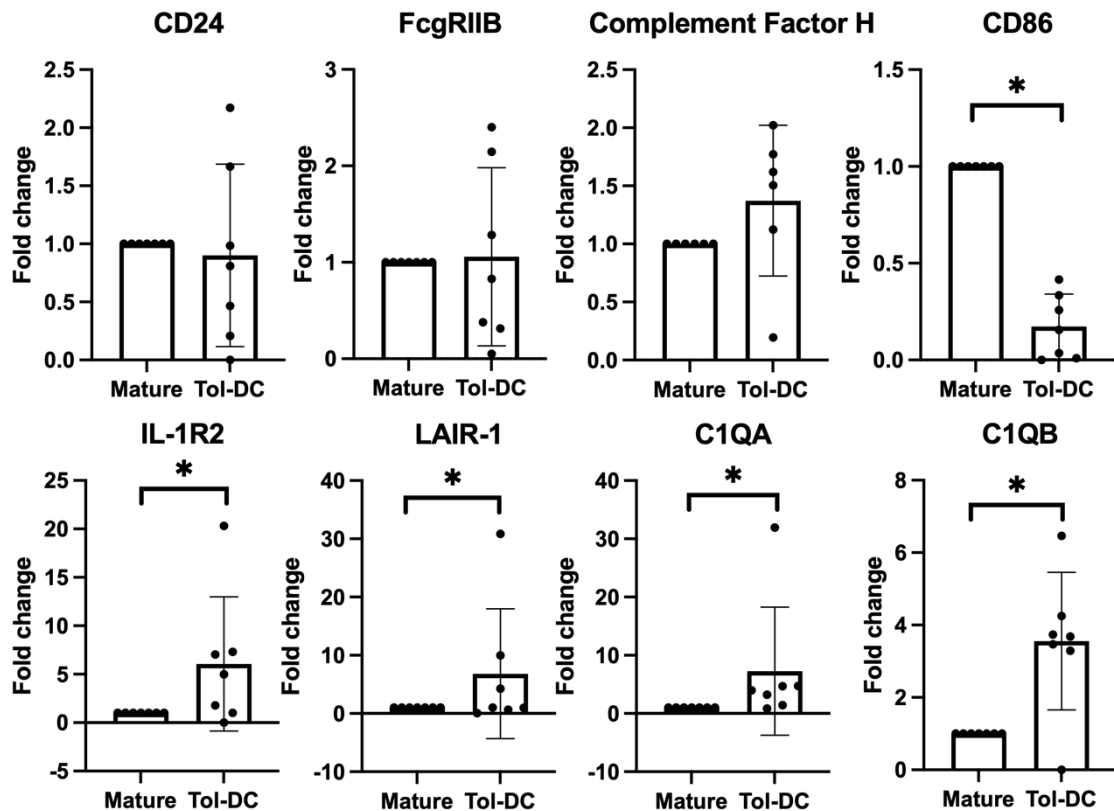 CD24
Fold change
2.5
2.0
1.5
1.0
0.5
0.0
Mature Tol-DC
FcgRIIB
Fold change
3
2
1
0
Mature Tol-DC
Complement Factor H
Fold change
2.5
2.0
1.5
1.0
0.5
0.0
Mature Tol-DC
CD86
Fold change
1.5
1.0
0.5
0.0
*
Mature Tol-DC
IL-1R2
Fold change
25
20
15
10
5
0
-5
*
Mature Tol-DC
LAIR-1
Fold change
40
30
20
10
0
-10
*
Mature Tol-DC
C1QA
Fold change
40
30
20
10
0
-10
*
Mature Tol-DC
C1QB
Fold change
8
6
4
2
0
*
Mature Tol-DC